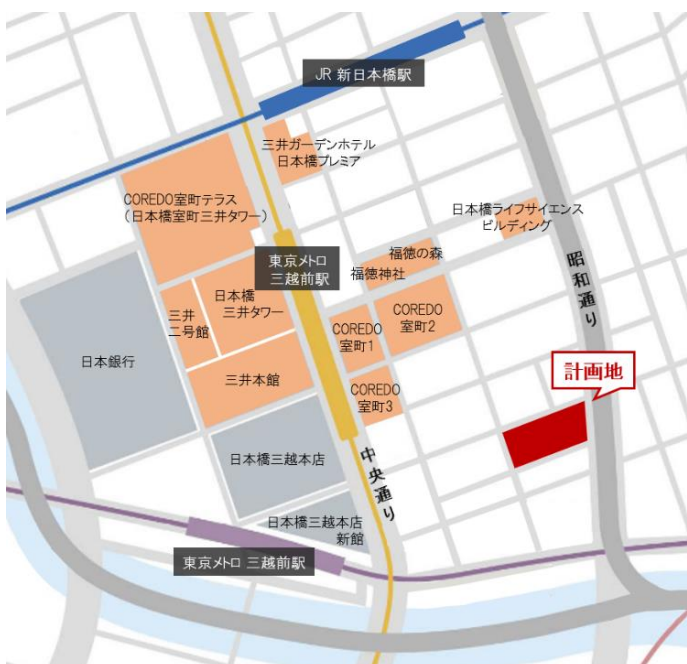 JR 新日本橋駅
三井ガーデンホテル
日本橋プレミア
COREDO室町テラス
(日本橋室町三井タワー)
日本橋ライフサイエンス
ビルディング
福徳の森
福徳神社
東京メトロ
三越前駅
昭和通り
日本橋
三井タワー
三井
二号館
COREDO
室町1
COREDO
室町2
日本銀行
三井本館
COREDO
室町3
計画地
日本橋三越本店
中央通り
日本橋三越本店
新館
東京メトロ 三越前駅